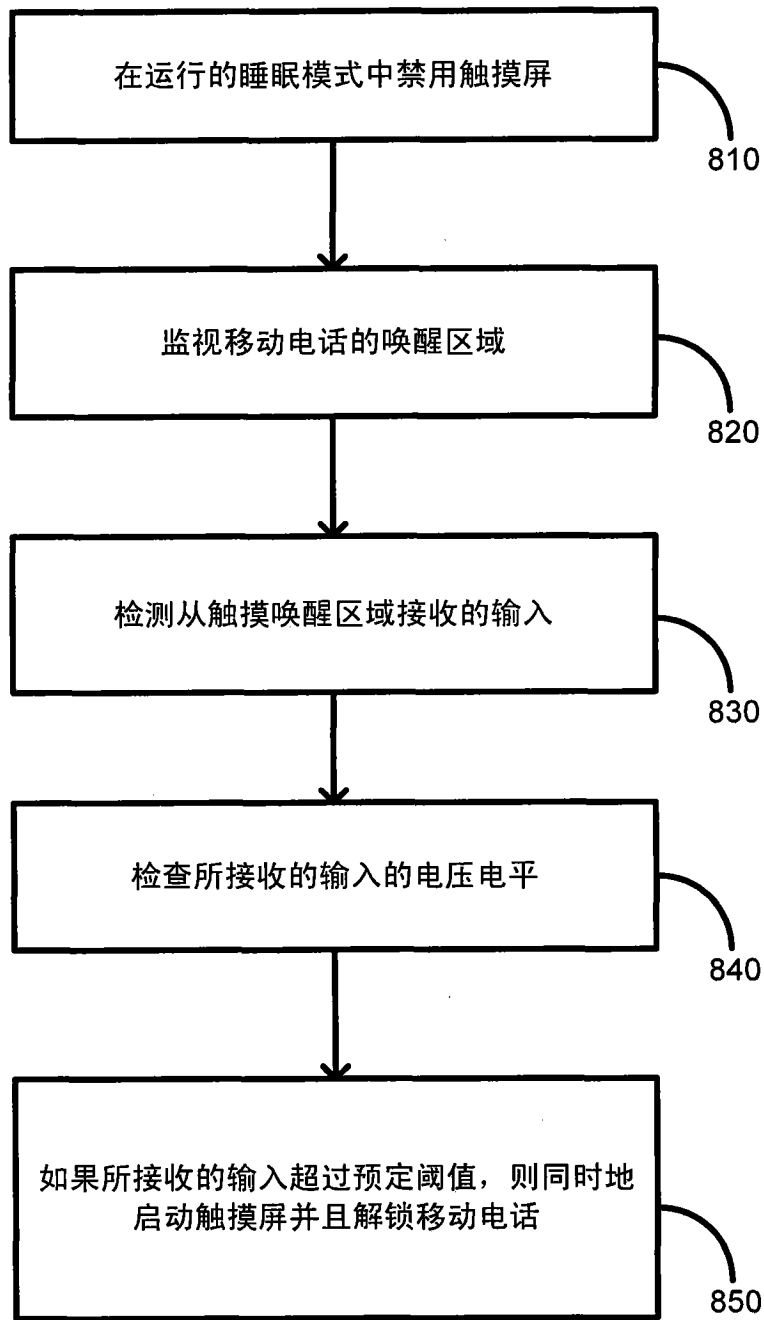 在运行的睡眠模式中禁用触摸屏
810
监视移动电话的唤醒区域
820
检测从触摸唤醒区域接收的输入
830
检查所接收的输入的电压电平
840
如果所接收的输入超过预定阈值，则同时地
启动触摸屏并且解锁移动电话
850